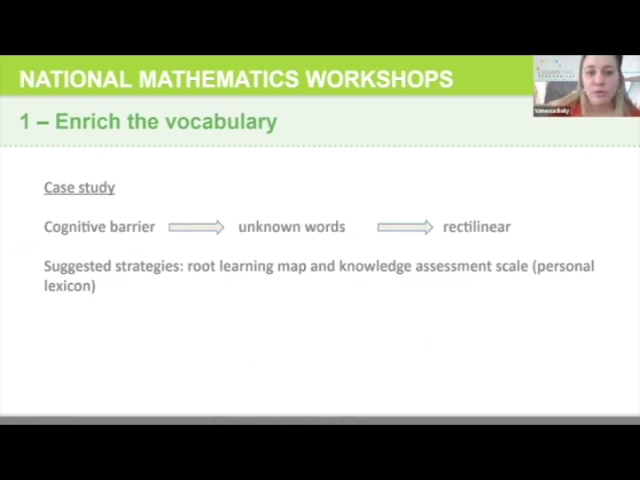 NATIONAL MATHEMATICS WORKSHOPS
1 – Enrich the vocabulary
Case study
Cognitive barrier unknown words rectilinear
Suggested strategies: root learning map and knowledge assessment scale (personal
lexicon)